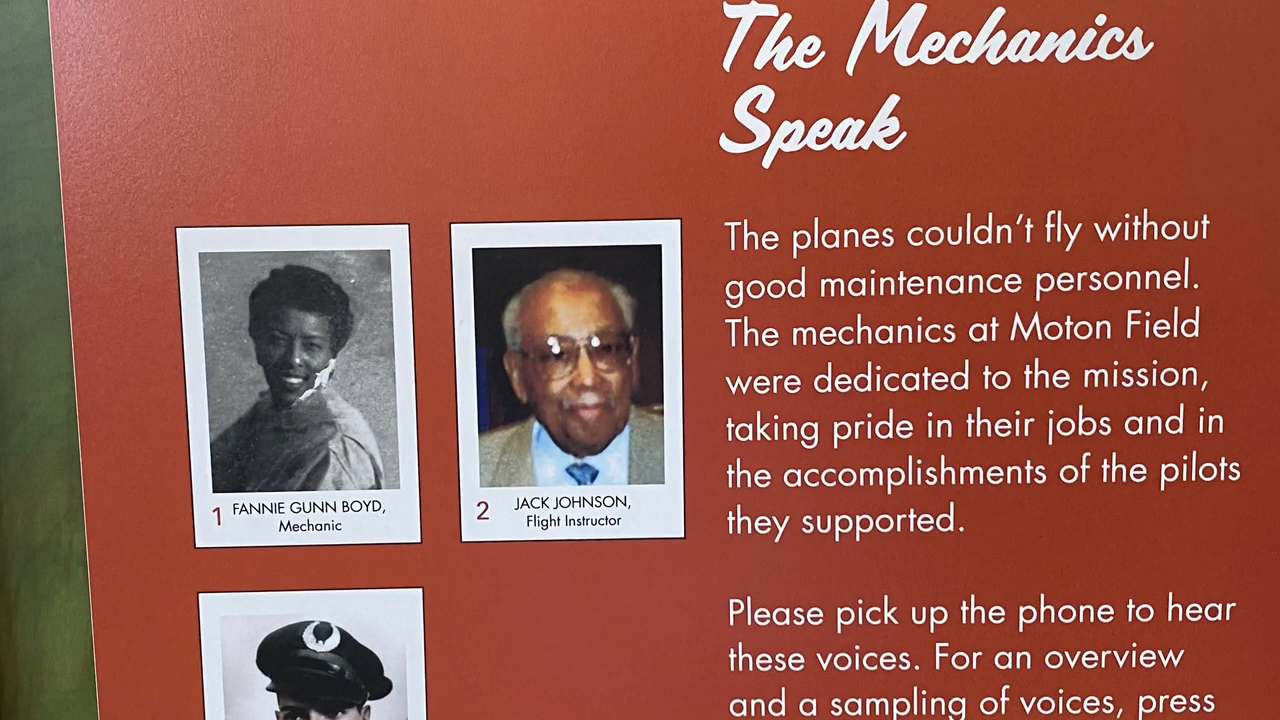 The Mechanics
Speak
The planes couldn't fly without
good maintenance personnel.
The mechanics at Moton Field
were dedicated to the mission,
taking pride in their jobs and in
the accomplishments of the pilots
they supported.
Please pick up the phone to hear
these voices. For an overview
and a sampling of voices, press
1 FANNIE GUNN BOYD,
Mechanic
2 JACK JOHNSON,
Flight Instructor